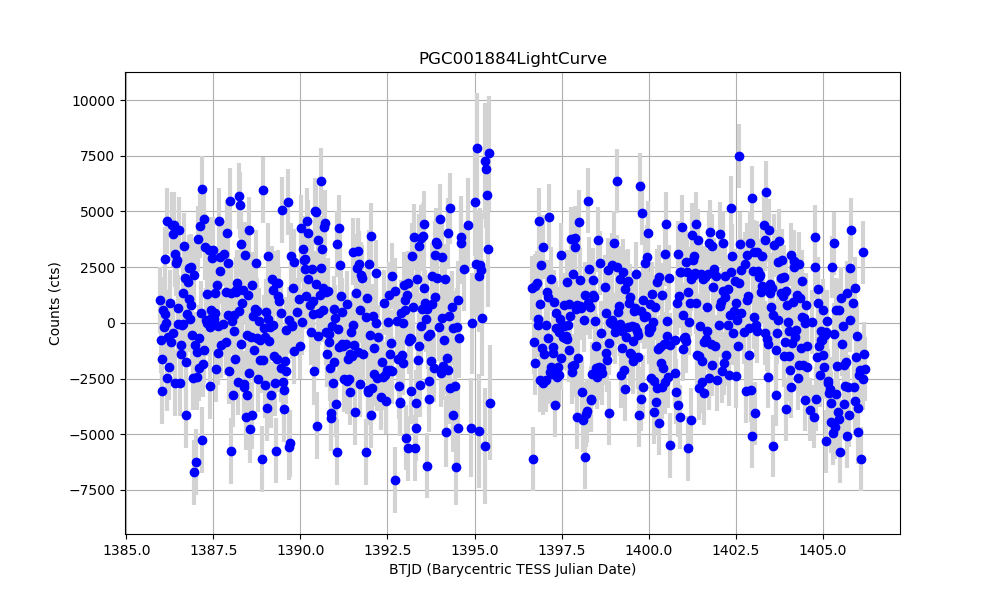 PGC001884LightCurve
10000
7500
5000
2500
0
−2500
−5000
−7500
Counts (cts)
1385.0 1387.5 1390.0 1392.5 1395.0 1397.5 1400.0 1402.5 1405.0
BTJD (Barycentric TESS Julian Date)